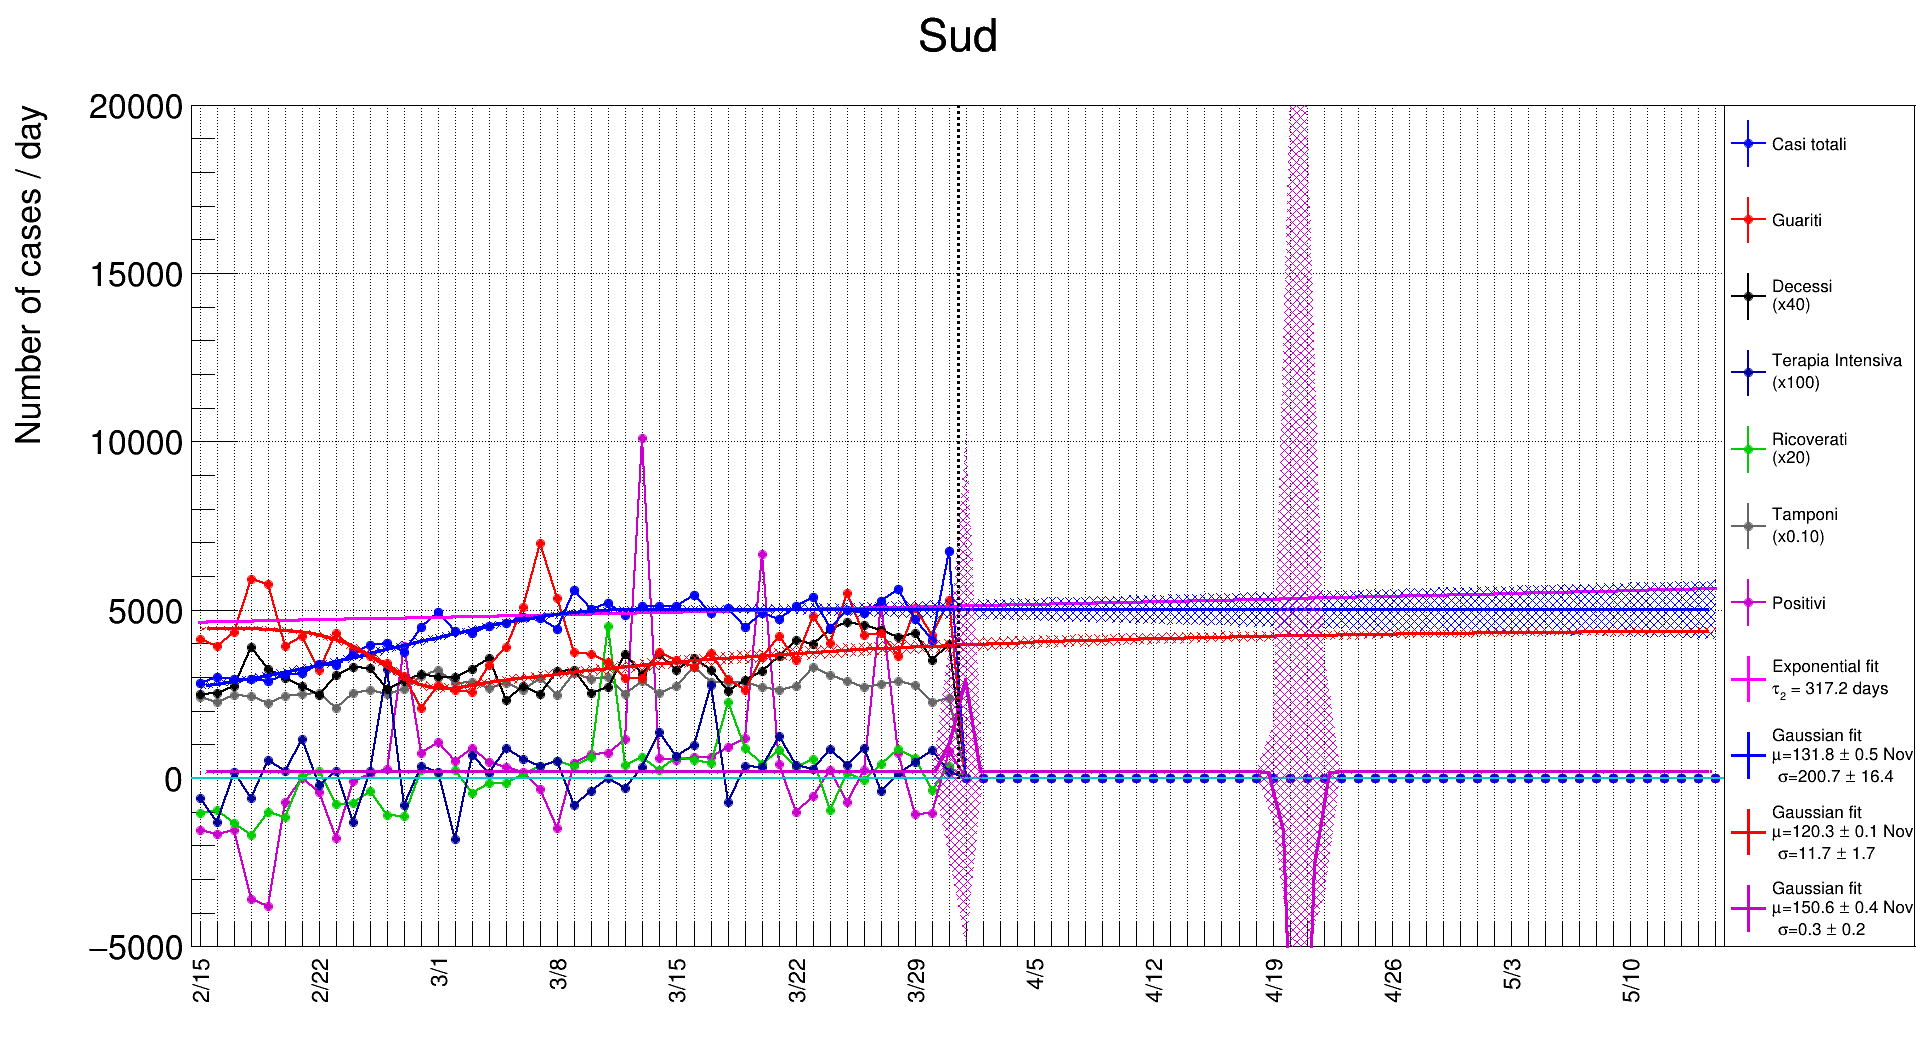 Sud
Number of cases / day
20000
15000
10000
5000
0
−5000
2/15
2/22
3/1
3/8
3/15
3/22
3/29
4/5
4/12
4/19
4/26
5/3
5/10
Casi totali
Guariti
Decessi
(x40)
Terapia Intensiva
(x100)
Ricoverati
(x20)
Tamponi
(x0.10)
Positivi
Exponential fit
τ2 = 317.2 days
Gaussian fit
μ=131.8 ± 0.5 Nov
σ=200.7 ± 16.4
Gaussian fit
μ=120.3 ± 0.1 Nov
σ=11.7 ± 1.7
Gaussian fit
μ=150.6 ± 0.4 Nov
σ=0.3 ± 0.2